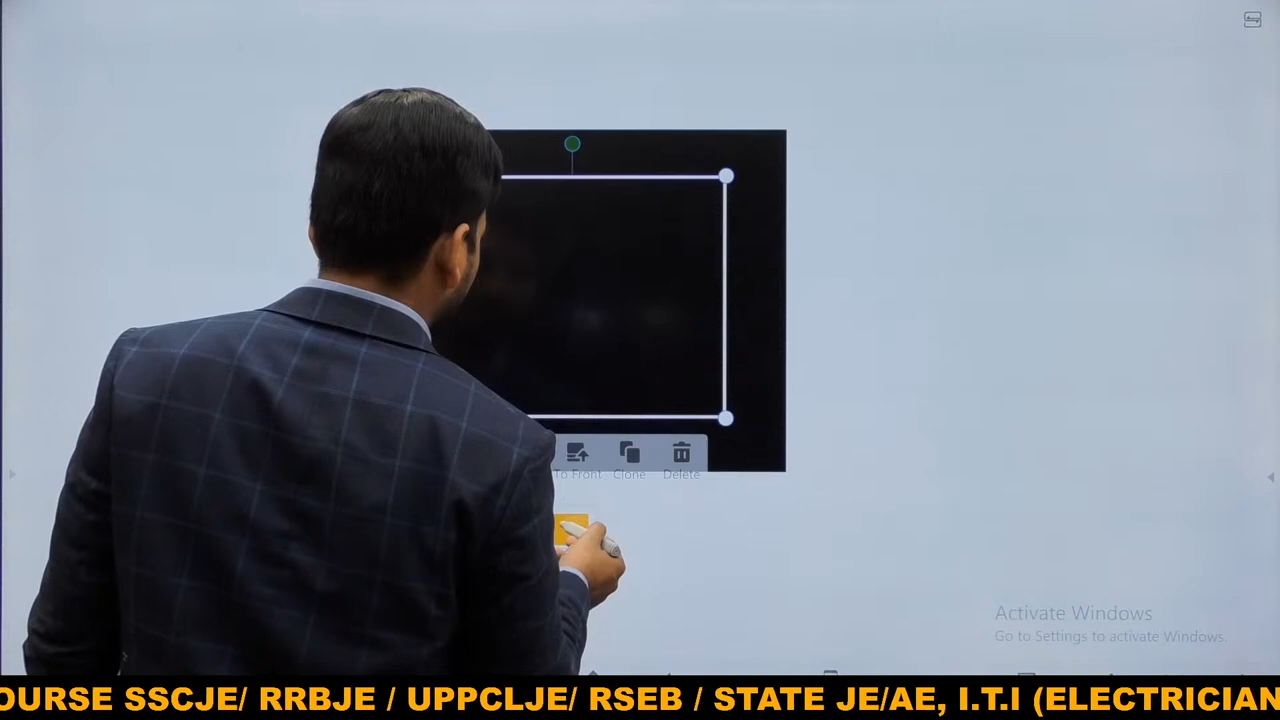 To Front Clone Delete
Activate Windows
Go to Settings to activate Windows.
OURSE SSCJE/ RRBJE / UPPCLJE/ RSEB / STATE JE/AE, I.T.I (ELECTRICIAN